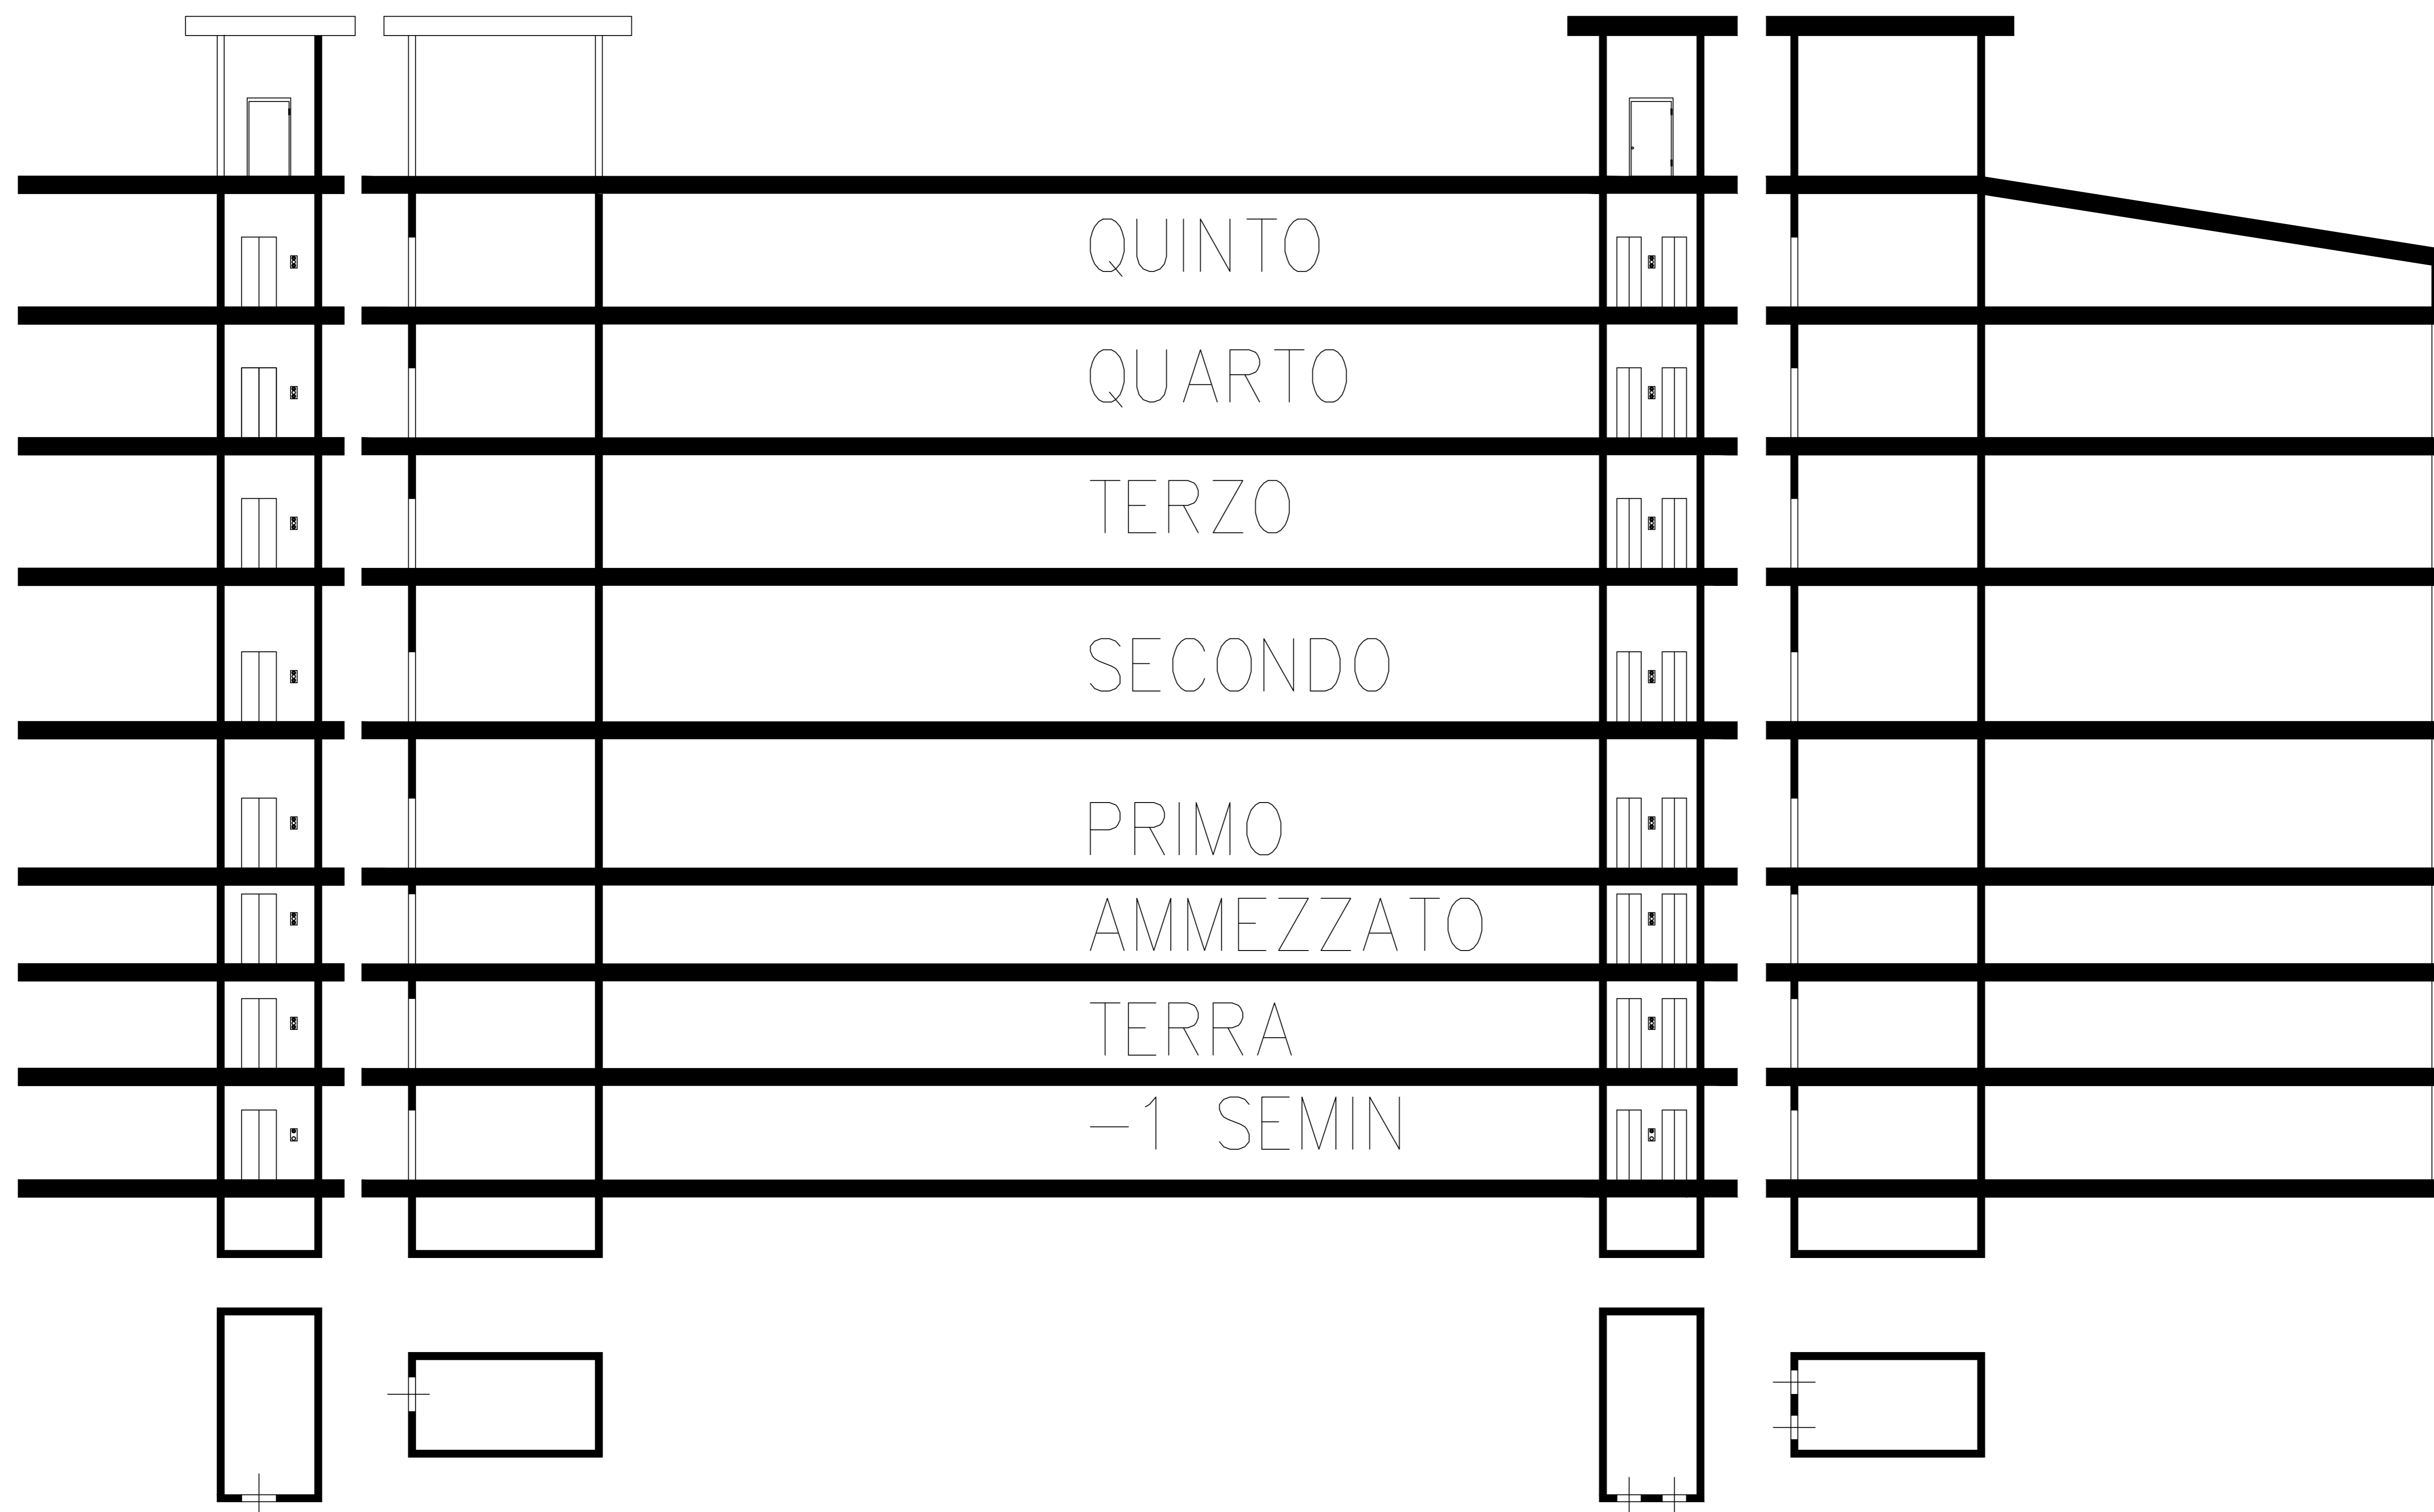 QUINTO
QUARTO
TERZO
SECONDO
PRIMO
AMMEZZATO
TERRA
-1 SEMIN